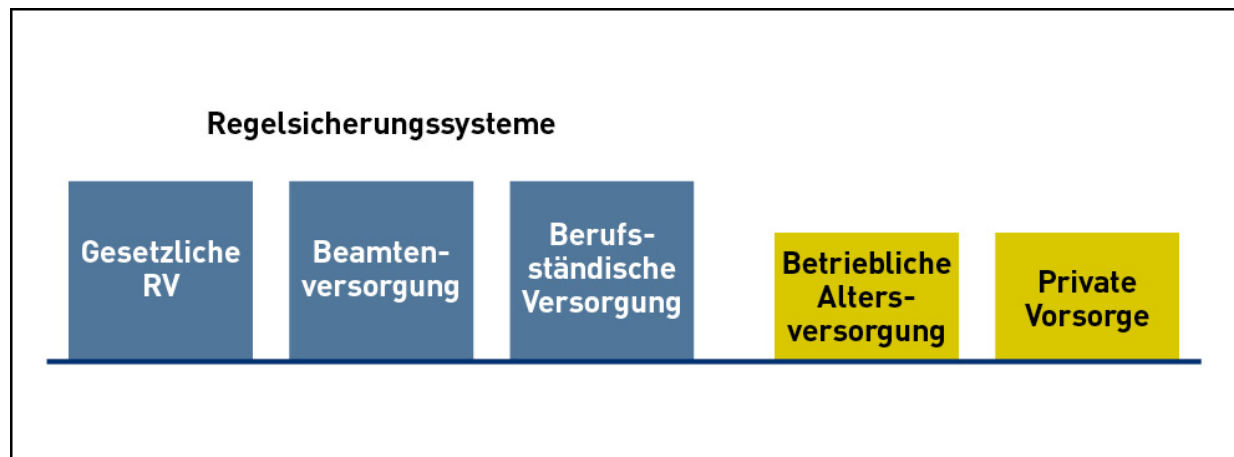 Regelsicherungssysteme
Gesetzliche
RV
Beamten-
versorgung
Berufs-
ständische
Versorgung
Betriebliche
Alters-
versorgung
Private
Vorsorge